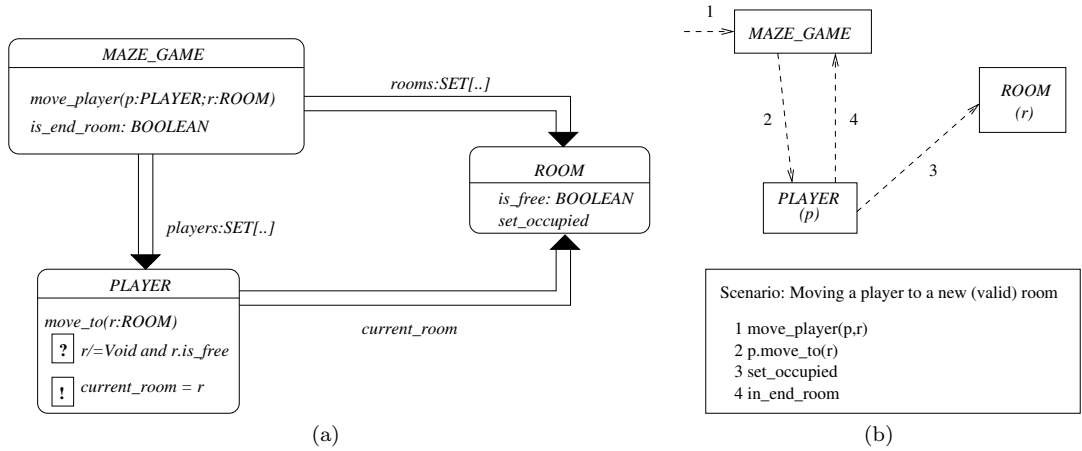 MAZE_GAME
move_player(p:PLAYER;r:ROOM)
is_end_room: BOOLEAN
rooms:SET[..]
ROOM
is_free: BOOLEAN
set_occupied
players:SET[..]
PLAYER
move_to(r:ROOM)
? r/=Void and r.is_free
! current_room = r
current_room
(a)
1
MAZE_GAME
ROOM
(r)
2
4
3
PLAYER
(p)
Scenario: Moving a player to a new (valid) room
1 move_player(p,r)
2 p.move_to(r)
3 set_occupied
4 in_end_room
(b)